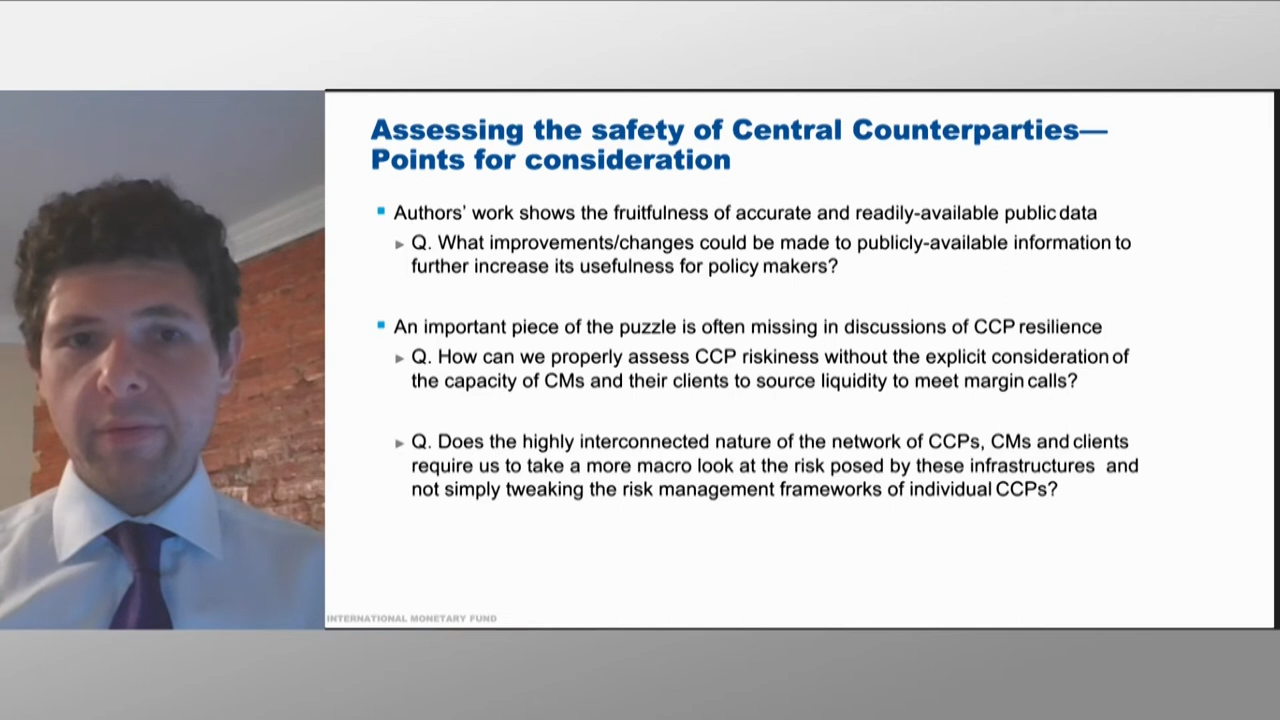 Assessing the safety of Central Counterparties—
Points for consideration
Authors' work shows the fruitfulness of accurate and readily-available public data
Q. What improvements/changes could be made to publicly-available information to
further increase its usefulness for policy makers?
An important piece of the puzzle is often missing in discussions of CCP resilience
Q. How can we properly assess CCP riskiness without the explicit consideration of
the capacity of CMs and their clients to source liquidity to meet margin calls?
Q. Does the highly interconnected nature of the network of CCPs, CMs and clients
require us to take a more macro look at the risk posed by these infrastructures and
not simply tweaking the risk management frameworks of individual CCPs?
INTERNATIONAL MONETARY FUND